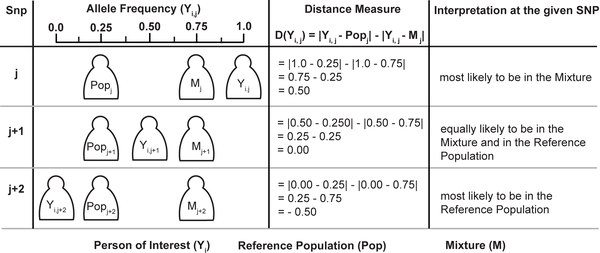 Snp Allele Frequency (Yi,j) Distance Measure Interpretation at the given SNP
0.0 0.25 0.50 0.75 1.0 D(Yi, j) = |Yi, j - Popj| - |Yi, j - Mj|
j Popj Mj Yi,j
= |1.0 - 0.25| - |1.0 - 0.75|
= 0.75 - 0.25
= 0.50
most likely to be in the Mixture
j+1 Popj+1 Yi,j+1 Mj+1
= |0.50 - 0.250| - |0.50 - 0.75|
= 0.25 - 0.25
= 0.00
equally likely to be in the
Mixture and in the Reference
Population
j+2 Yi,j+2 Popj+2 Mj+2
= |0.00 - 0.25| - |0.00 - 0.75|
= 0.25 - 0.75
= - 0.50
most likely to be in the
Reference Population
Person of Interest (Yi) Reference Population (Pop) Mixture (M)